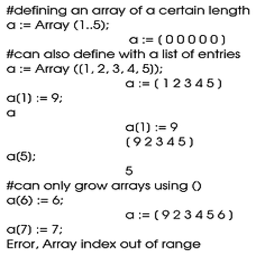 #defining an array of a certain length
a := Array (1..5);
a := [ 0 0 0 0 0 ]
#can also define with a list of entries
a := Array ([1, 2, 3, 4, 5]);
a := [ 1 2 3 4 5 ]
a[1] := 9;
a
a[1] := 9
[ 9 2 3 4 5 ]
a[5];
5
#can only grow arrays using ()
a(6) := 6;
a := [ 9 2 3 4 5 6 ]
a[7] := 7;
Error, Array index out of range